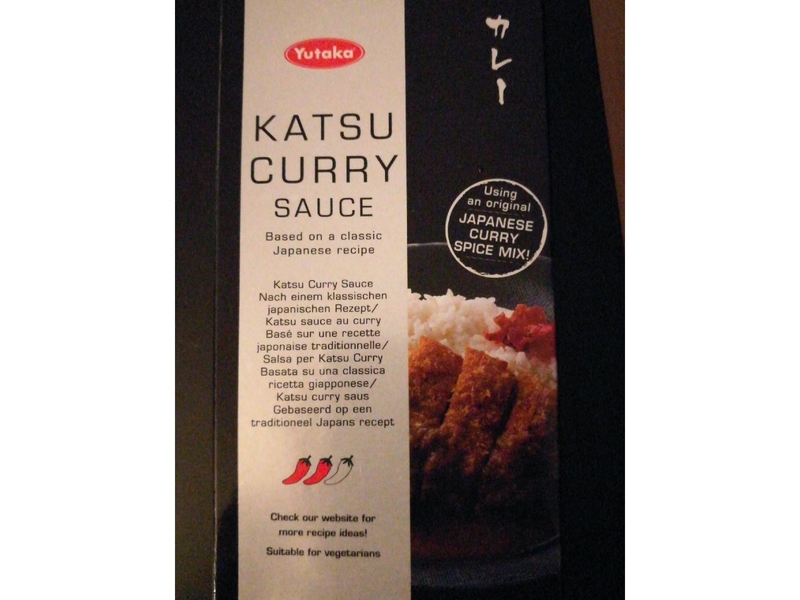 Yutaka
カレー
KATSU
CURRY
SAUCE
Based on a classic
Japanese recipe
Using
an original
JAPANESE
CURRY
SPICE MIX!
Katsu Curry Sauce
Nach einem klassischen
japanischen Rezept/
Katsu sauce au curry
Basé sur une recette
japonaise traditionnelle/
Salsa per Katsu Curry
Basata su una classica
ricetta giapponese/
Katsu curry saus
Gebaseerd op een
traditioneel Japans recept
Check our website for
more recipe ideas!
Suitable for vegetarians